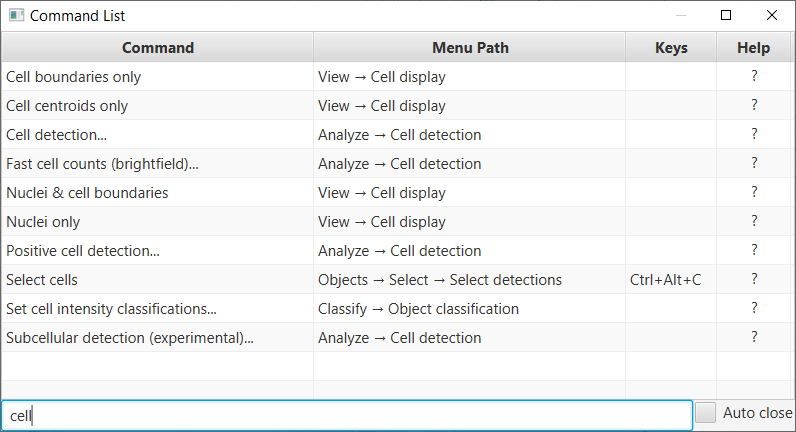 Command List
Command Menu Path Keys Help
Cell boundaries only View → Cell display ?
Cell centroids only View → Cell display ?
Cell detection... Analyze → Cell detection ?
Fast cell counts (brightfield)... Analyze → Cell detection ?
Nuclei & cell boundaries View → Cell display ?
Nuclei only View → Cell display ?
Positive cell detection... Analyze → Cell detection ?
Select cells Objects → Select → Select detections Ctrl+Alt+C ?
Set cell intensity classifications... Classify → Object classification ?
Subcellular detection (experimental)... Analyze → Cell detection ?
cell Auto close